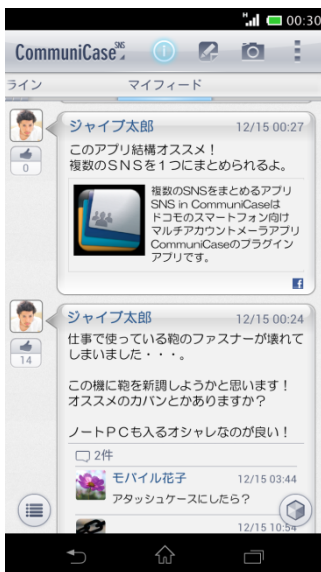 H
00:30
CommuniCase SNS
ライン
マイフィード
ジャイブ太郎 12/15 00:27
このアプリ結構オススメ！
複数のSNSを1つにまとめられるよ。
0
複数のSNSをまとめるアプリ
SNS in CommuniCaseは
ドコモのスマートフォン向け
マルチアカウントメーラアプリ
CommuniCaseのプラグイン
アプリです。
ジャイブ太郎 12/15 00:24
仕事で使っている鞄のファスナーが壊れて
しまいました・・・。
14
この機に鞄を新調しようかと思います！
オススメのカバンとかありますか？
ノートPCも入るオシャレなのが良い！
2件
モバイル花子 12/15 03:44
アタッシュケースにしたら？
12/15 10:54